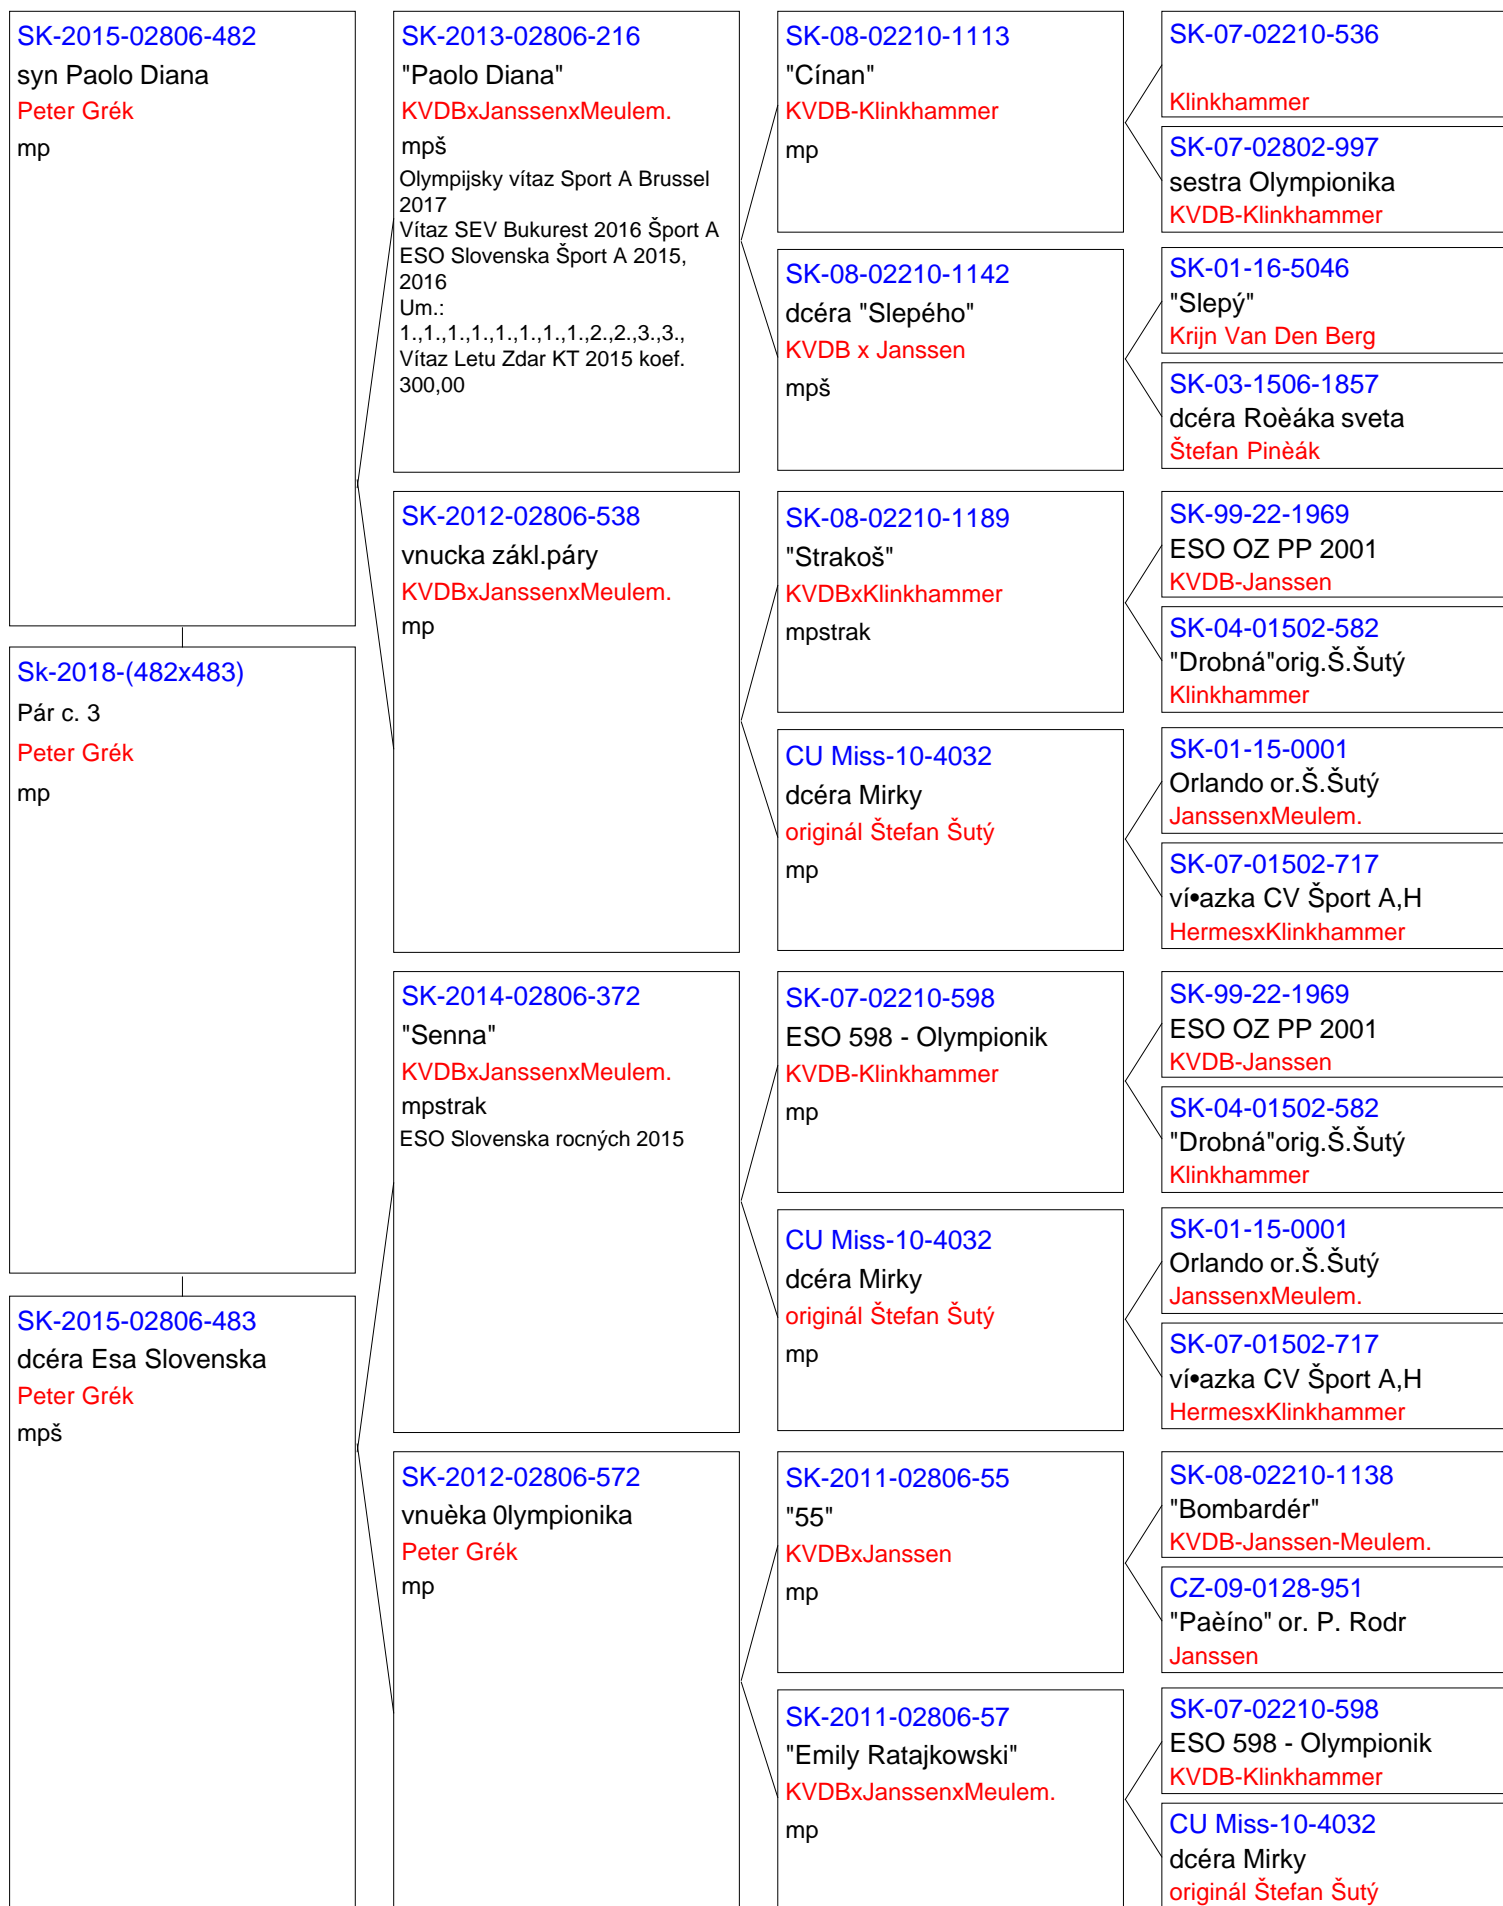 SK-2015-02806-482
syn Paolo Diana
Peter Grék
mp
Sk-2018-(482x483)
Pár c. 3
Peter Grék
mp
SK-2015-02806-483
dcéra Esa Slovenska
Peter Grék
mpš
SK-2013-02806-216
"Paolo Diana"
KVDBxJanssenxMeulem.
mpš
Olympijsky vítaz Sport A Brussel
2017
Vítaz SEV Bukurest 2016 Šport A
ESO Slovenska Šport A 2015,
2016
Um.:
1.,1.,1.,1.,1.,1.,1.,1.,2.,2.,3.,3.,
Vítaz Letu Zdar KT 2015 koef.
300,00
SK-2012-02806-538
vnucka zákl.páry
KVDBxJanssenxMeulem.
mp
SK-2014-02806-372
"Senna"
KVDBxJanssenxMeulem.
mpstrak
ESO Slovenska rocných 2015
SK-2012-02806-572
vnuèka 0lympionika
Peter Grék
mp
SK-08-02210-1113
"Cínan"
KVDB-Klinkhammer
mp
SK-08-02210-1142
dcéra "Slepého"
KVDB x Janssen
mpš
SK-08-02210-1189
"Strakoš"
KVDBxKlinkhammer
mpstrak
CU Miss-10-4032
dcéra Mirky
originál Štefan Šutý
mp
SK-07-02210-598
ESO 598 - Olympionik
KVDB-Klinkhammer
mp
CU Miss-10-4032
dcéra Mirky
originál Štefan Šutý
mp
SK-2011-02806-55
"55"
KVDBxJanssen
mp
SK-2011-02806-57
"Emily Ratajkowski"
KVDBxJanssenxMeulem.
mp
SK-07-02210-536
Klinkhammer
SK-07-02802-997
sestra Olympionika
KVDB-Klinkhammer
SK-01-16-5046
"Slepý"
Krijn Van Den Berg
SK-03-1506-1857
dcéra Roèáka sveta
Štefan Pinèák
SK-99-22-1969
ESO OZ PP 2001
KVDB-Janssen
SK-04-01502-582
"Drobná"orig.Š.Šutý
Klinkhammer
SK-01-15-0001
Orlando or.Š.Šutý
JanssenxMeulem.
SK-07-01502-717
ví•azka CV Šport A,H
HermesxKlinkhammer
SK-99-22-1969
ESO OZ PP 2001
KVDB-Janssen
SK-04-01502-582
"Drobná"orig.Š.Šutý
Klinkhammer
SK-01-15-0001
Orlando or.Š.Šutý
JanssenxMeulem.
SK-07-01502-717
ví•azka CV Šport A,H
HermesxKlinkhammer
SK-08-02210-1138
"Bombardér"
KVDB-Janssen-Meulem.
CZ-09-0128-951
"Paèíno" or. P. Rodr
Janssen
SK-07-02210-598
ESO 598 - Olympionik
KVDB-Klinkhammer
CU Miss-10-4032
dcéra Mirky
originál Štefan Šutý